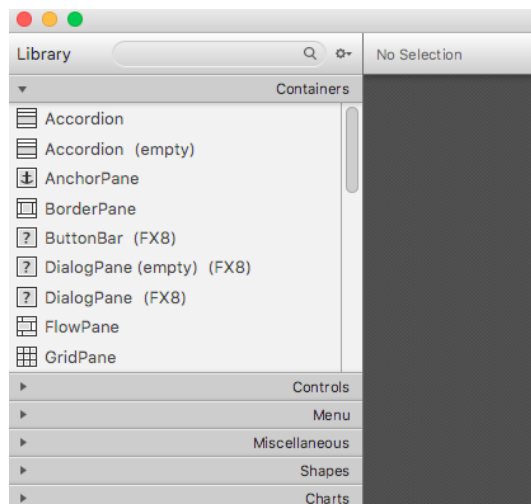 Library
No Selection
Containers
Accordion
Accordion (empty)
AnchorPane
BorderPane
? ButtonBar (FX8)
? DialogPane (empty) (FX8)
? DialogPane (FX8)
FlowPane
GridPane
Controls
Menu
Miscellaneous
Shapes
Charts